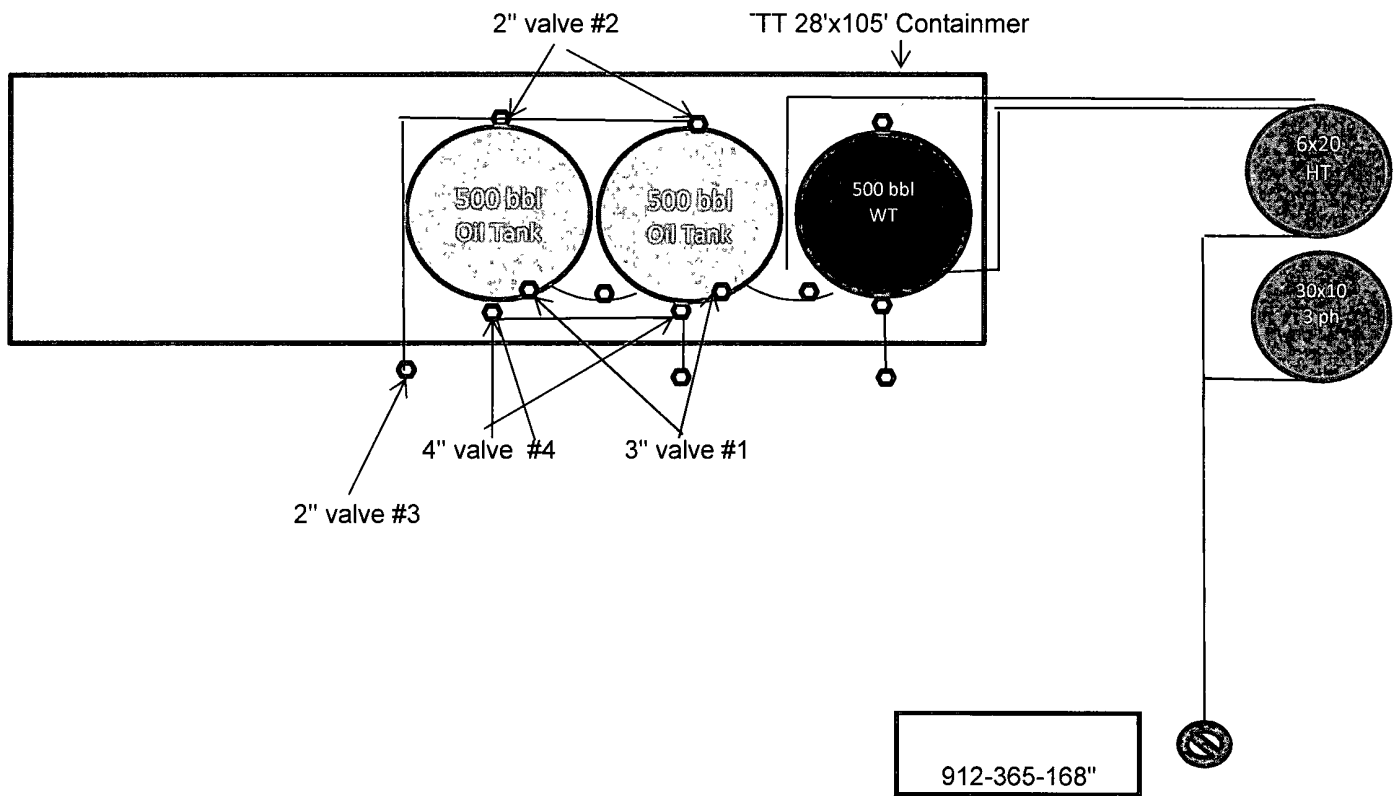 2" valve #2
TT 28'x105' Containmer
500 bbl
Oil Tank
500 bbl
Oil Tank
500 bbl
WT
6x20
HT
30x10
3 ph
4" valve #4
3" valve #1
2" valve #3
912-365-168"